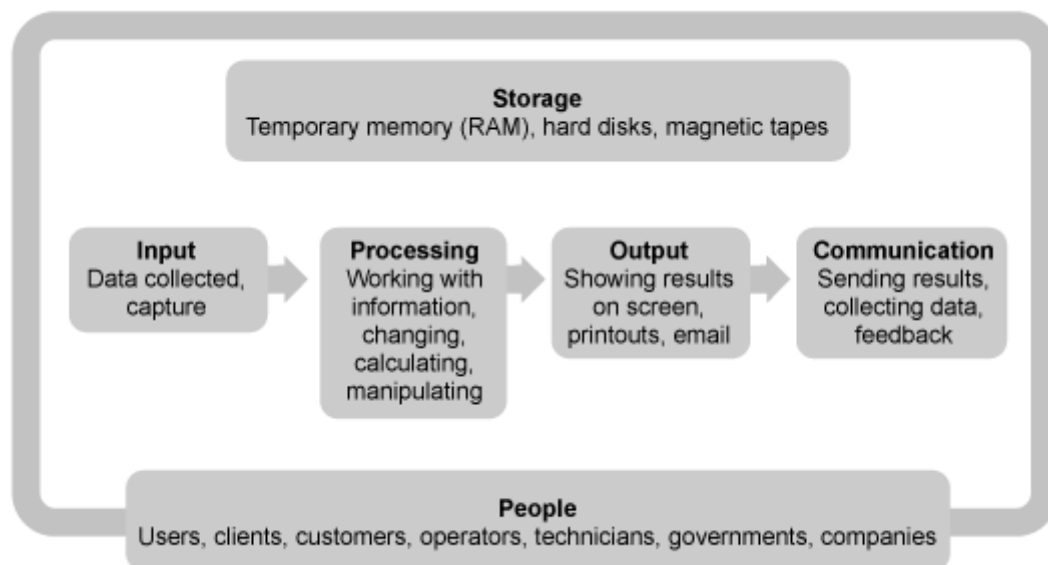 Storage
Temporary memory (RAM), hard disks, magnetic tapes
Input
Data collected,
capture
Processing
Working with
information,
changing,
calculating,
manipulating
Output
Showing results
on screen,
printouts, email
Communication
Sending results,
collecting data,
feedback
People
Users, clients, customers, operators, technicians, governments, companies